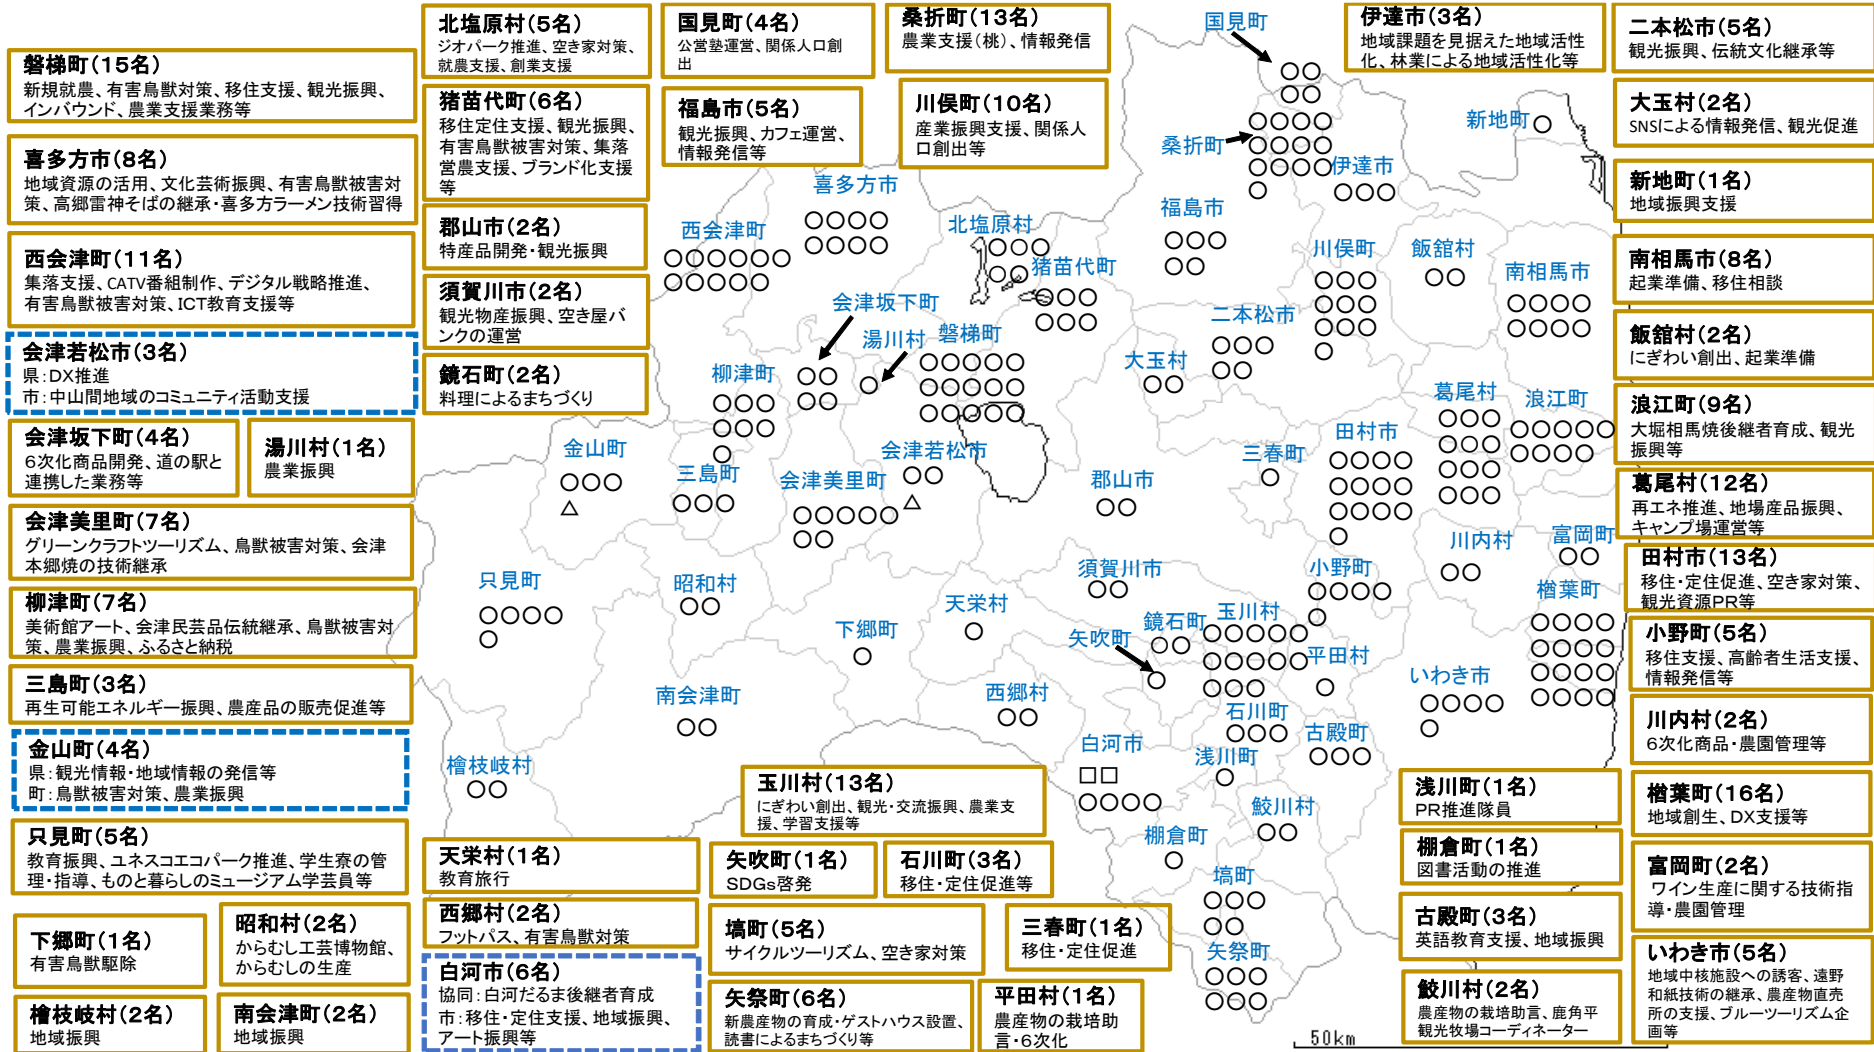 磐梯町(15名)
新規就農、有害鳥獣対策、移住支援、観光振興、
インバウンド、農業支援業務等
喜多方市(8名)
地域資源の活用、文化芸術振興、有害鳥獣被害対
策、高郷雷神そばの継承・喜多方ラーメン技術習得
西会津町(11名)
集落支援、CATV番組制作、デジタル戦略推進、
有害鳥獣被害対策、ICT教育支援等
会津若松市(3名)
県:DX推進
市:中山間地域のコミュニティ活動支援
会津坂下町(4名)
6次化商品開発、道の駅と
連携した業務等
湯川村(1名)
農業振興
会津美里町(7名)
グリーンクラフトツーリズム、鳥獣被害対策、会津
本郷焼の技術継承
柳津町(7名)
美術館アート、会津民芸品伝統継承、鳥獣被害対
策、農業振興、ふるさと納税
三島町(3名)
再生可能エネルギー振興、農産品の販売促進等
金山町(4名)
県:観光情報・地域情報の発信等
町:鳥獣被害対策、農業振興
只見町(5名)
教育振興、ユネスコエコパーク推進、学生寮の管
理・指導、ものと暮らしのミュージアム学芸員等
下郷町(1名)
有害鳥獣駆除
昭和村(2名)
からむし工芸博物館、
からむしの生産
檜枝岐村(2名)
地域振興
南会津町(2名)
地域振興
北塩原村(5名)
ジオパーク推進、空き家対策、
就農支援、創業支援
猪苗代町(6名)
移住定住支援、観光振興、
有害鳥獣被害対策、集落
営農支援、ブランド化支援
等
郡山市(2名)
特産品開発・観光振興
須賀川市(2名)
観光物産振興、空き屋バ
ンクの運営
鏡石町(2名)
料理によるまちづくり
国見町(4名)
公営塾運営、関係人口創
出
福島市(5名)
観光振興、カフェ運営、
情報発信等
桑折町(13名)
農業支援(桃)、情報発信
川俣町(10名)
産業振興支援、関係人
口創出等
伊達市(3名)
地域課題を見据えた地域活性
化、林業による地域活性化等
二本松市(5名)
観光振興、伝統文化継承等
大玉村(2名)
SNSによる情報発信、観光促進
新地町(1名)
地域振興支援
南相馬市(8名)
起業準備、移住相談
飯舘村(2名)
にぎわい創出、起業準備
浪江町(9名)
大堀相馬焼後継者育成、観光
振興等
葛尾村(12名)
再エネ推進、地場産品振興、
キャンプ場運営等
田村市(13名)
移住・定住促進、空き家対策、
観光資源PR等
小野町(5名)
移住支援、高齢者生活支援、
情報発信等
川内村(2名)
6次化商品・農園管理等
楢葉町(16名)
地域創生、DX支援等
富岡町(2名)
ワイン生産に関する技術指
導・農園管理
いわき市(5名)
地域中核施設への誘客、遠野
和紙技術の継承、農産物直売
所の支援、ブルーツーリズム企
画等
浅川町(1名)
PR推進隊員
棚倉町(1名)
図書活動の推進
古殿町(3名)
英語教育支援、地域振興
鮫川村(2名)
農産物の栽培助言、鹿角平
観光牧場コーディネーター
玉川村(13名)
にぎわい創出、観光・交流振興、農業支
援、学習支援等
天栄村(1名)
教育旅行
西郷村(2名)
フットパス、有害鳥獣対策
白河市(6名)
協同:白河だるま後継者育成
市:移住・定住支援、地域振興、
アート振興等
矢吹町(1名)
SDGs啓発
石川町(3名)
移住・定住促進等
塙町(5名)
サイクルツーリズム、空き家対策
三春町(1名)
移住・定住促進
矢祭町(6名)
新農産物の育成・ゲストハウス設置、
読書によるまちづくり等
平田村(1名)
農産物の栽培助
言・6次化
国見町
桑折町
伊達市
新地町
喜多方市
西会津町
北塩原村
猪苗代町
福島市
川俣町
飯舘村
南相馬市
会津坂下町
湯川村
磐梯町
二本松市
大玉村
柳津町
葛尾村
浪江町
金山町
三島町
会津美里町
会津若松市
郡山市
三春町
田村市
川内村
富岡町
只見町
昭和村
下郷町
天栄村
須賀川市
鏡石町
玉川村
小野町
楢葉町
矢吹町
平田村
いわき市
南会津町
西郷村
石川町
古殿町
檜枝岐村
白河市
浅川町
鮫川村
棚倉町
塙町
矢祭町
50km